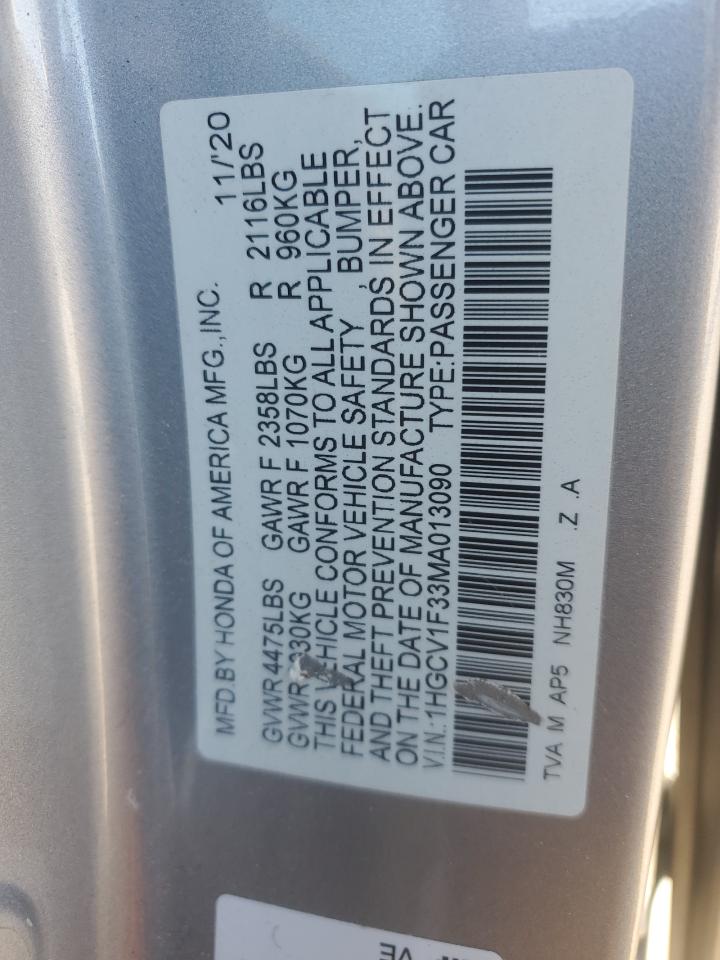 MFD.BY HONDA OF AMERICA MFG.,INC. 11/'20
GVWR 4475LBS GAWR F 2358LBS R 2116LBS
GAWR F 1070KG R 960KG
THIS VEHICLE CONFORMS TO ALL APPLICABLE
FEDERAL MOTOR VEHICLE SAFETY , BUMPER,
AND THEFT PREVENTION STANDARDS, IN EFFECT
ON THE DATE OF MANUFACTURE SHOWN ABOVE.
V.I.N.:1HGCV1F33MA013090 TYPE:PASSENGER CAR
TVA M AP5 NH830M .Z .A
VE